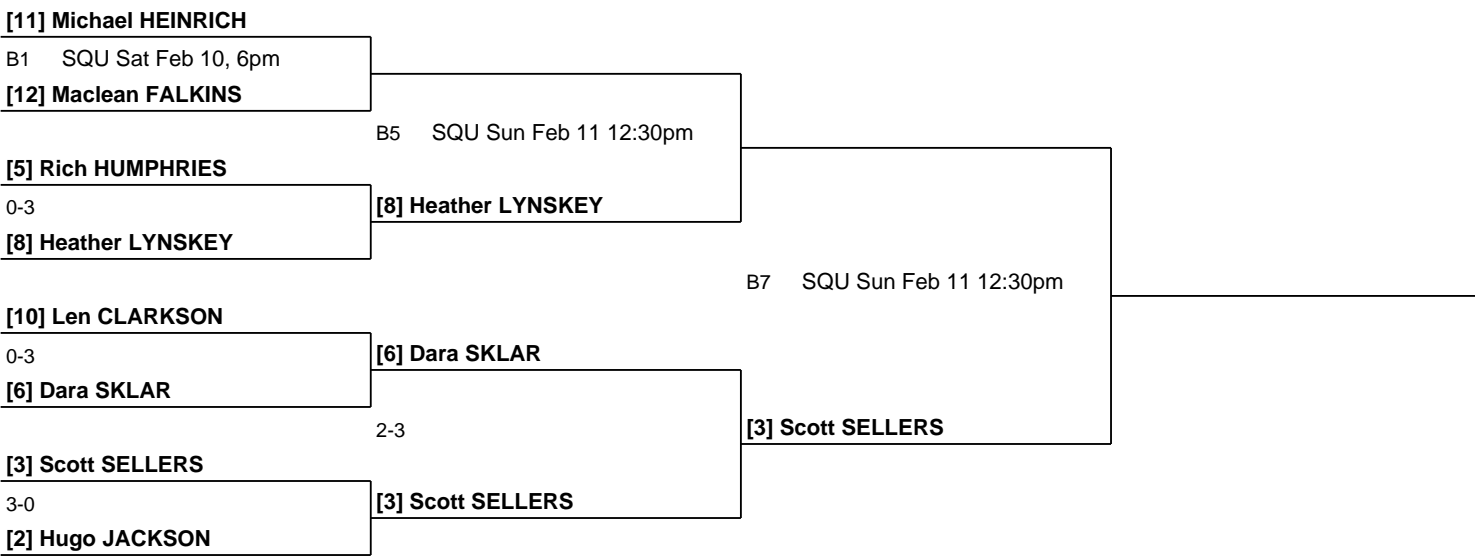 [11] Michael HEINRICH
B1 SQU Sat Feb 10, 6pm
[12] Maclean FALKINS
B5 SQU Sun Feb 11 12:30pm
[5] Rich HUMPHRIES
0-3
[8] Heather LYNSKEY
[8] Heather LYNSKEY
B7 SQU Sun Feb 11 12:30pm
[10] Len CLARKSON
0-3
[6] Dara SKLAR
[6] Dara SKLAR
2-3
[3] Scott SELLERS
[3] Scott SELLERS
3-0
[3] Scott SELLERS
[2] Hugo JACKSON